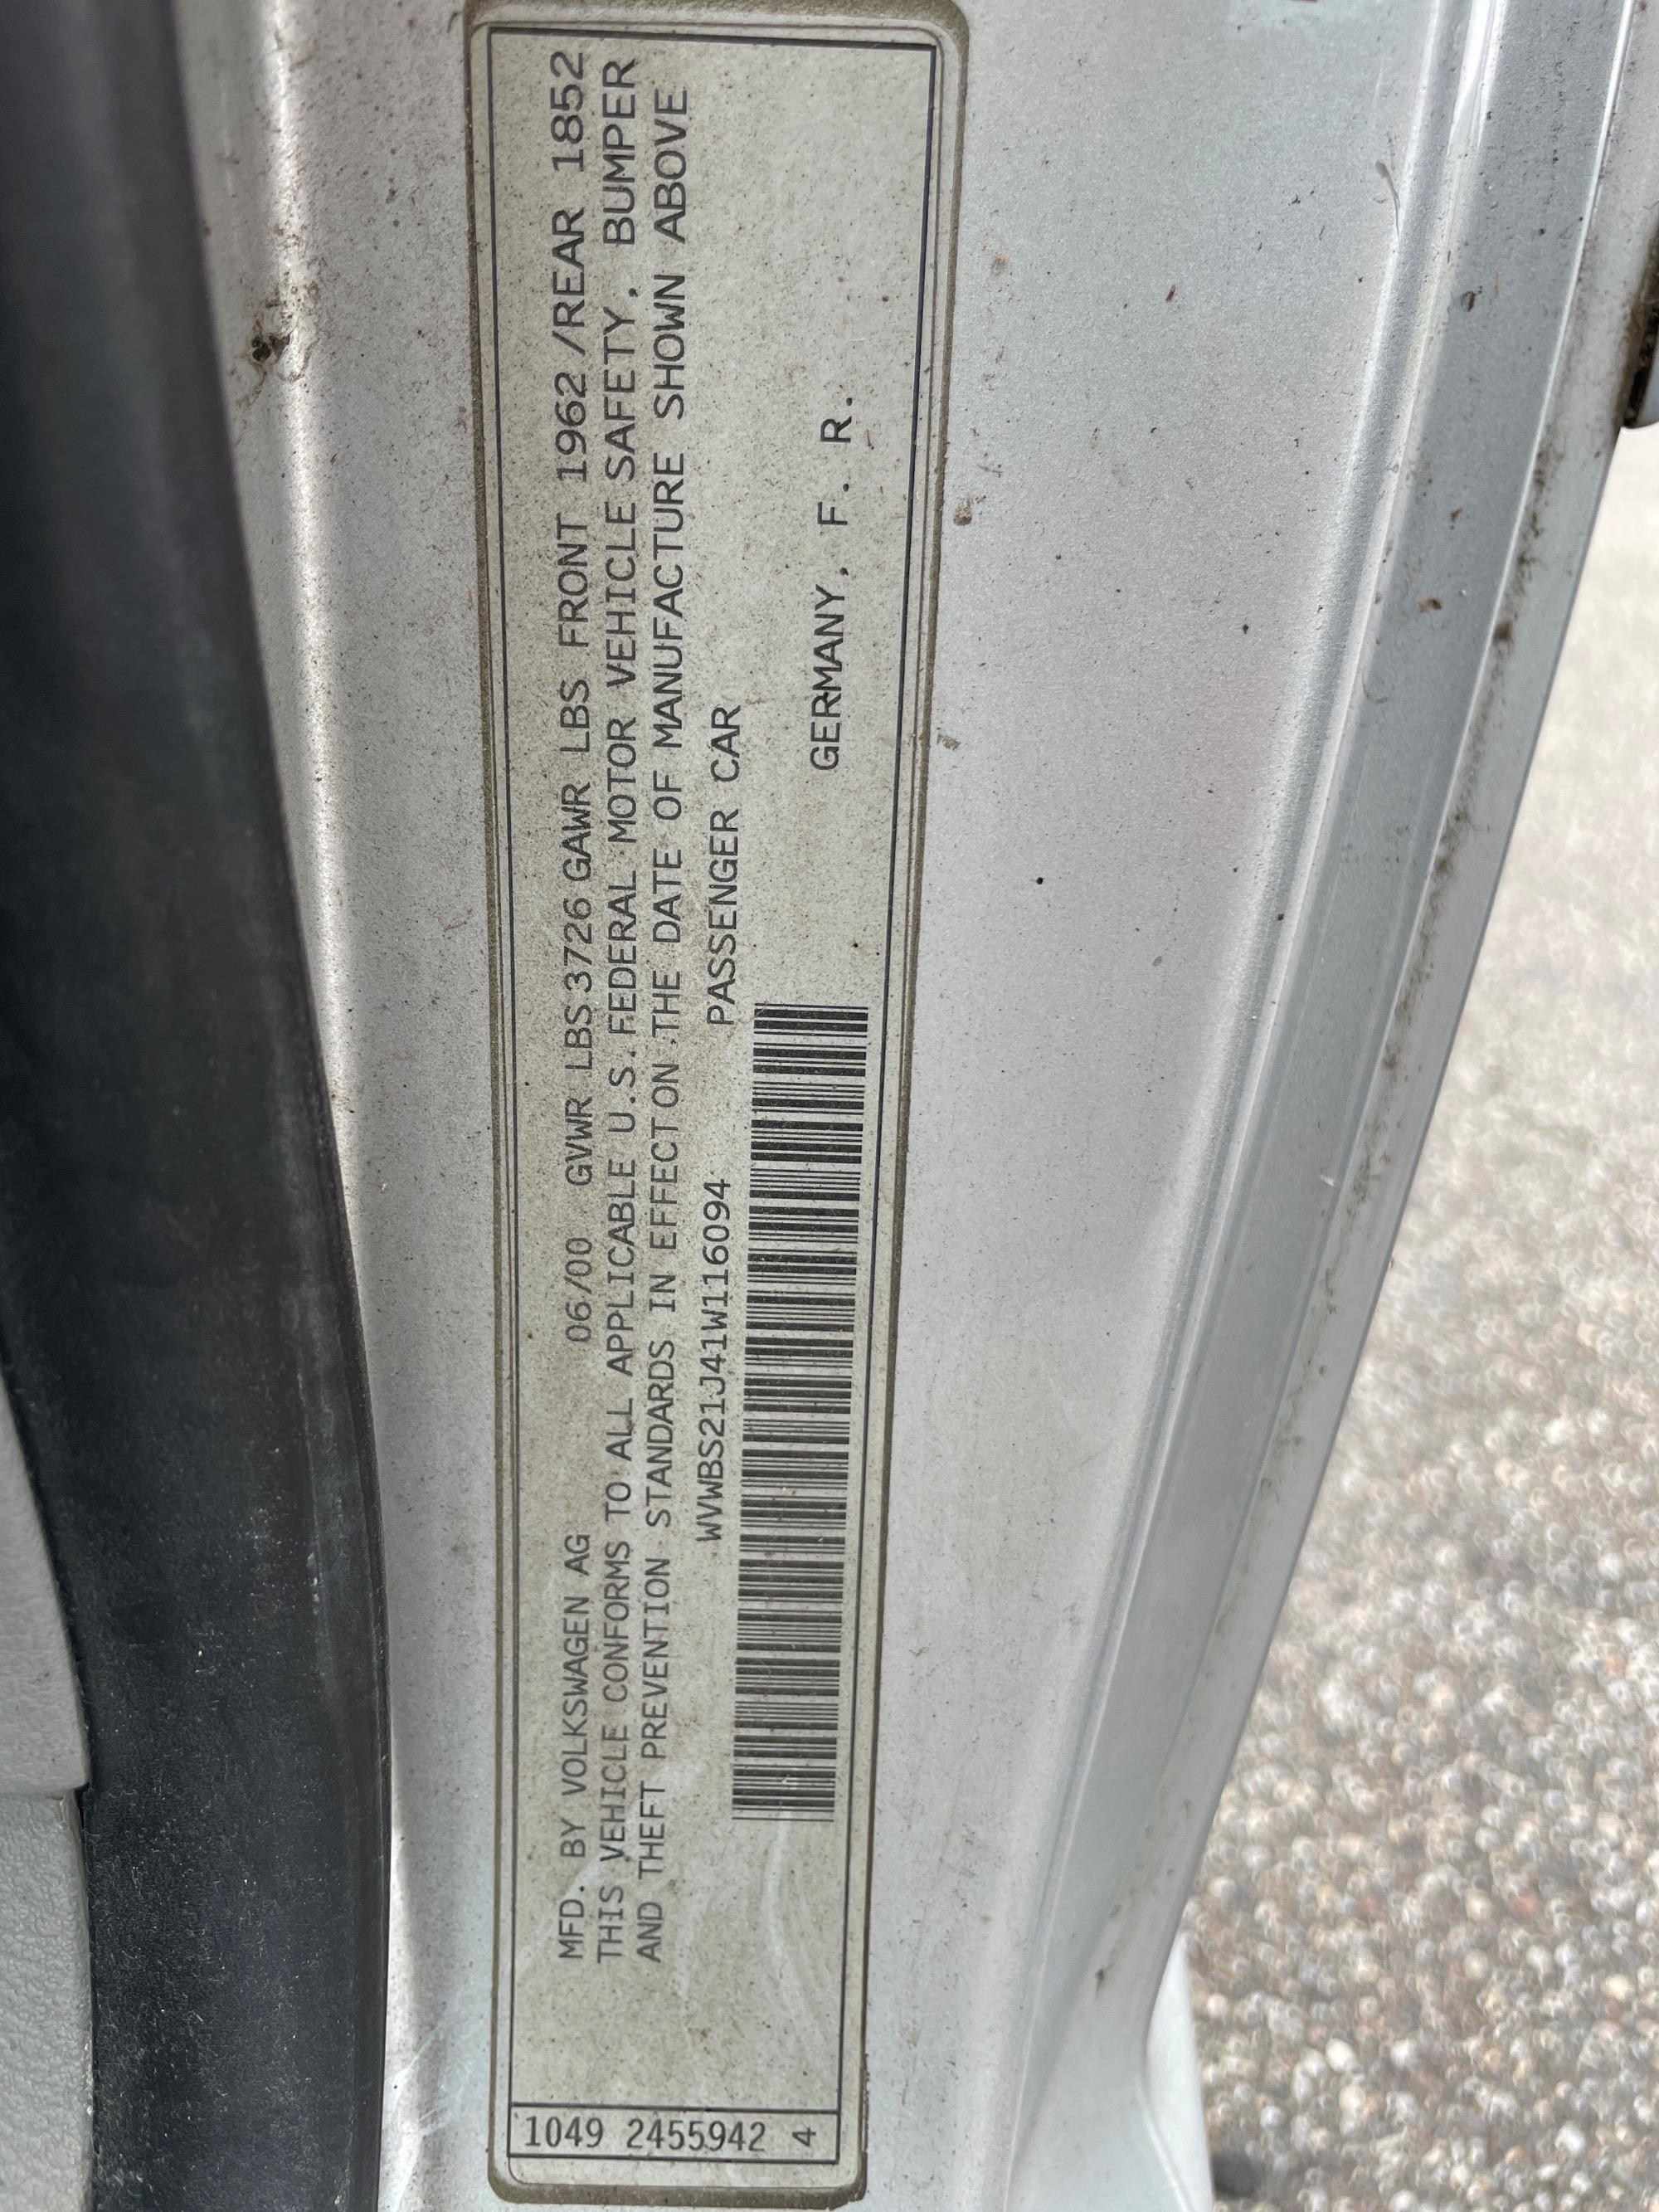 MFD. BY VOLKSWAGEN AG 06/00 GVWR LBS 3726 GAWR LBS FRONT 1962/REAR 1852
THIS VEHICLE CONFORMS TO ALL APPLICABLE U.S. FEDERAL MOTOR VEHICLE SAFETY, BUMPER
AND THEFT PREVENTION STANDARDS IN EFFECT ON THE DATE OF MANUFACTURE SHOWN ABOVE
WVWBS21J41W116094 PASSENGER CAR
GERMANY, F. R.
1049 2455942 4